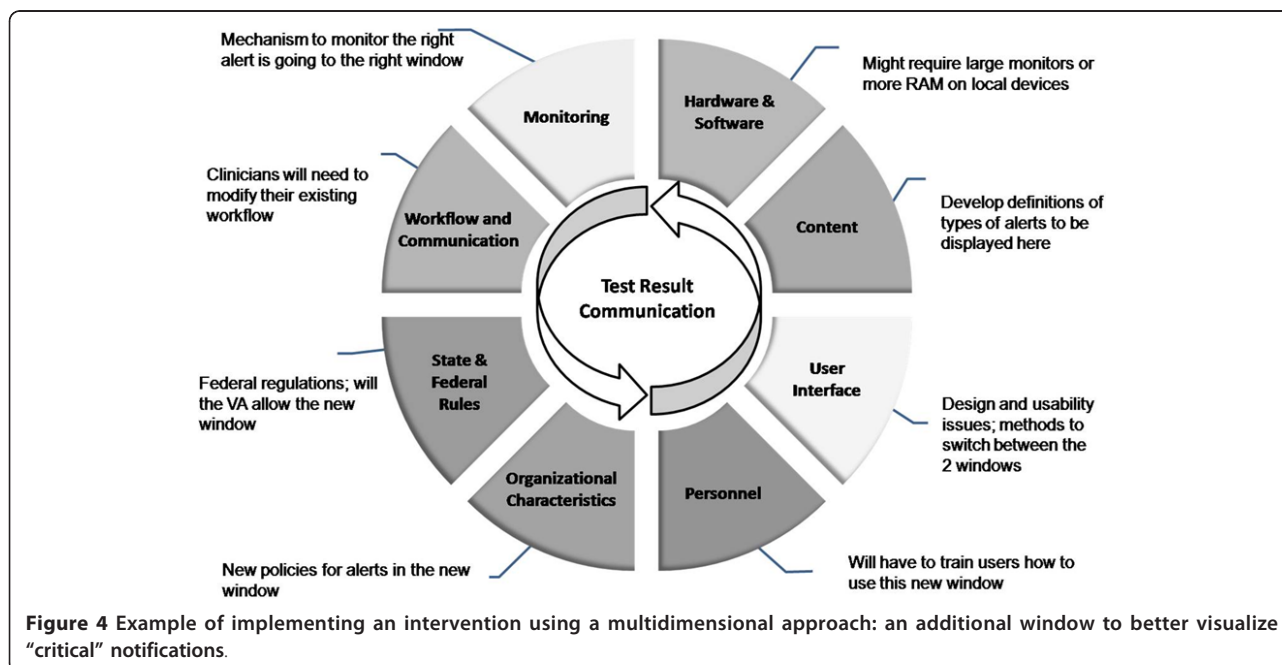 Mechanism to monitor the right
alert is going to the right window
Monitoring
Hardware &
Software
Might require large monitors or
more RAM on local devices
Clinicians will need to
modify their existing
workflow
Workflow and
Communication
Content
Develop definitions of
types of alerts to be
displayed here
Test Result
Communication
State &
Federal
Rules
Federal regulations; will
the VA allow the new
window
User
Interface
Design and usability
issues; methods to
switch between the
2 windows
Organizational
Characteristics
Personnel
New policies for alerts in the new
window
Will have to train users how to
use this new window
Figure 4 Example of implementing an intervention using a multidimensional approach: an additional window to better visualize
“critical” notifications.